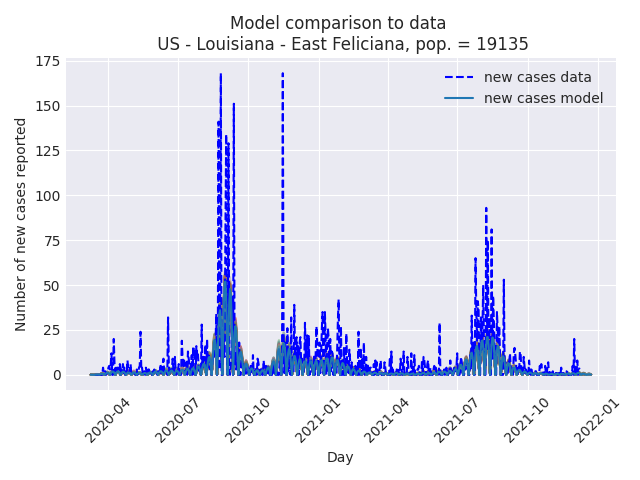 Model comparison to data
US - Louisiana - East Feliciana, pop. = 19135
new cases data
new cases model
Number of new cases reported
175
150
125
100
75
50
25
0
2020-04
2020-07
2020-10
2021-01
2021-04
2021-07
2021-10
2022-01
Day